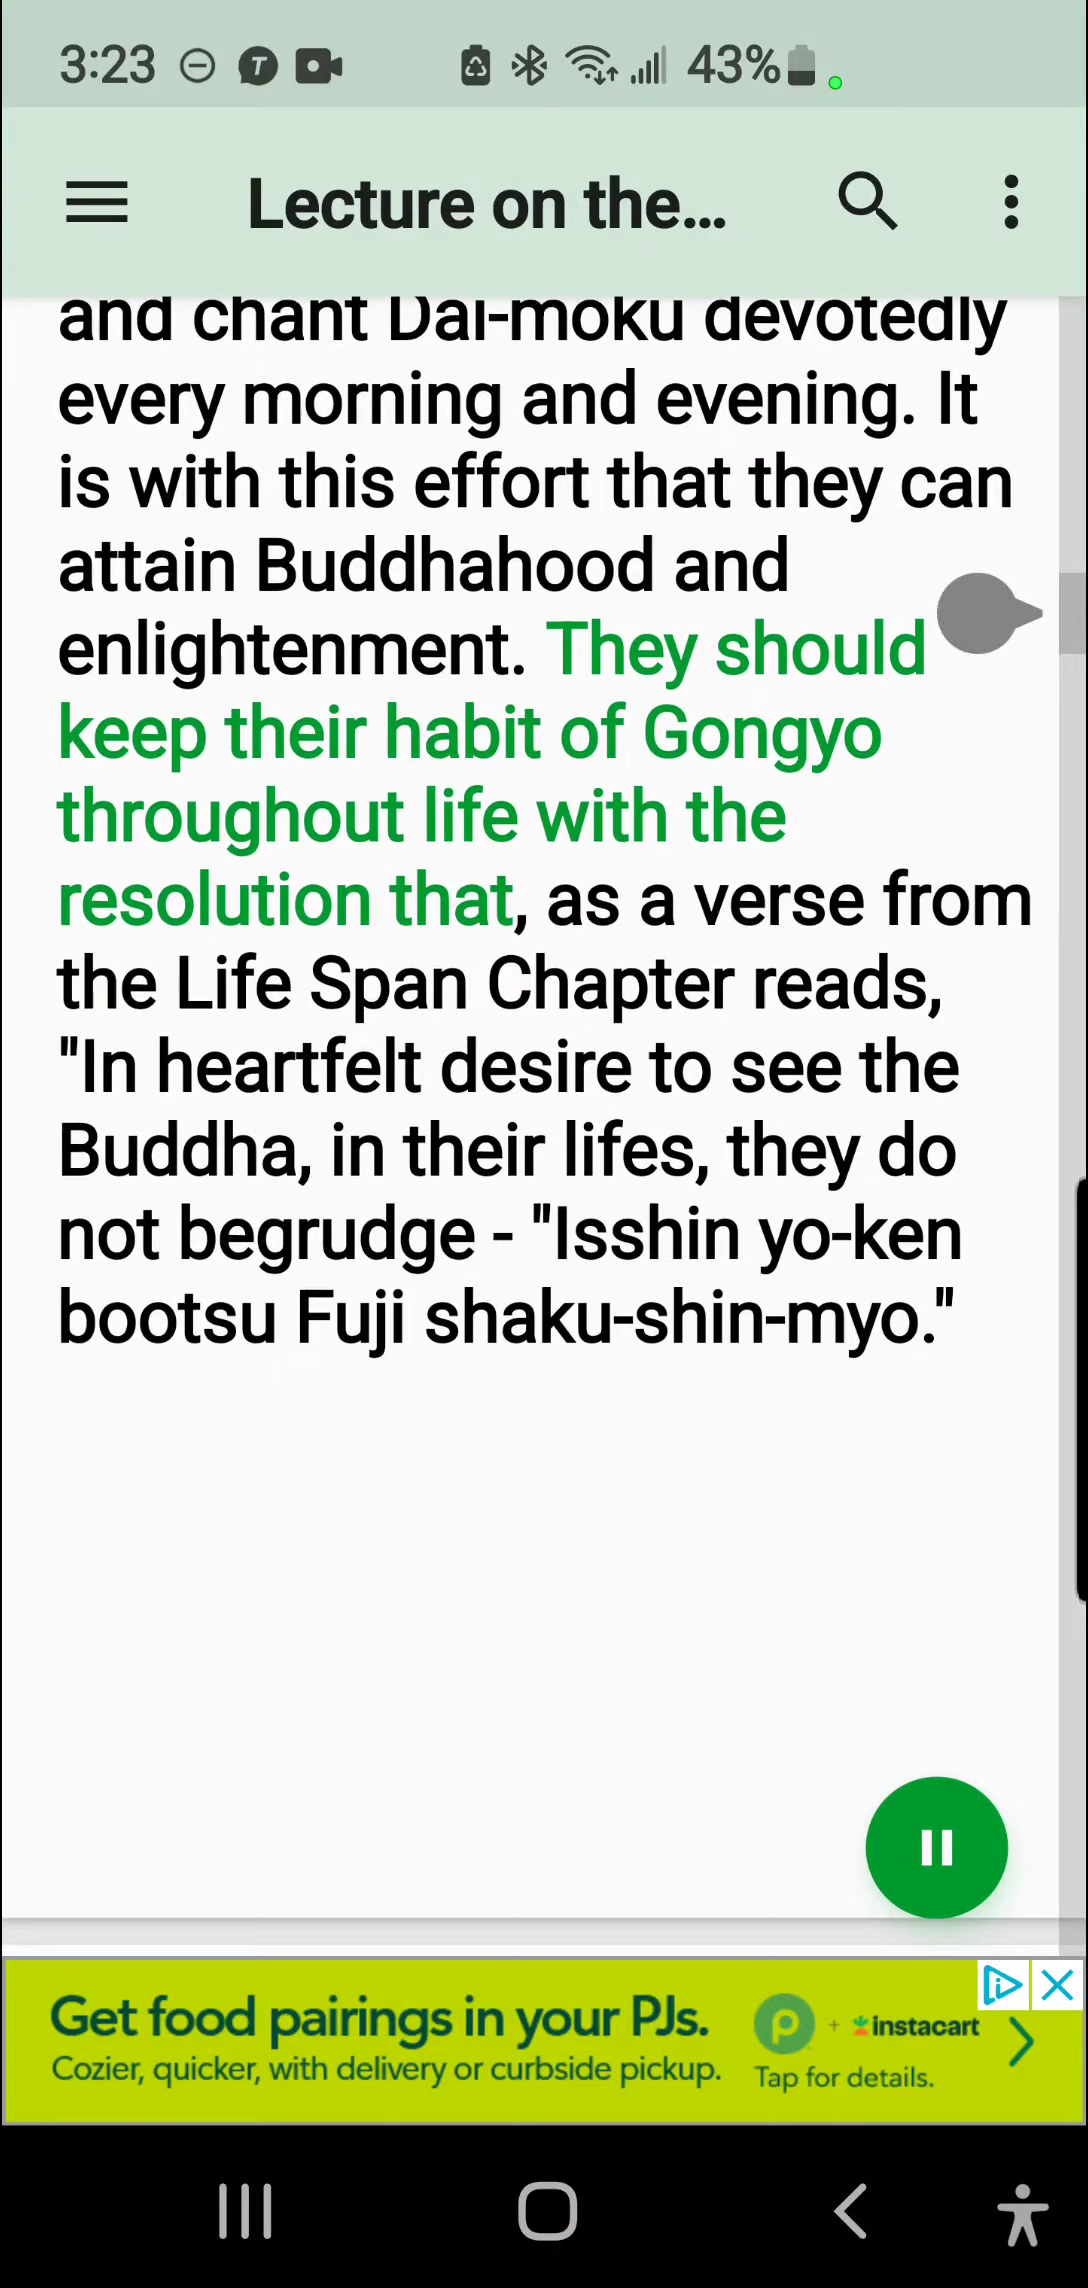 3:23
43%
Lecture on the...
and chant Dai-moku devotedly
every morning and evening. It
is with this effort that they can
attain Buddhahood and
enlightenment. They should
keep their habit of Gongyo
throughout life with the
resolution that, as a verse from
the Life Span Chapter reads,
"In heartfelt desire to see the
Buddha, in their lifes, they do
not begrudge - "Isshin yo-ken
bootsu Fuji shaku-shin-myo."
Get food pairings in your PJs.
Cozier, quicker, with delivery or curbside pickup.
p + instacart
Tap for details.